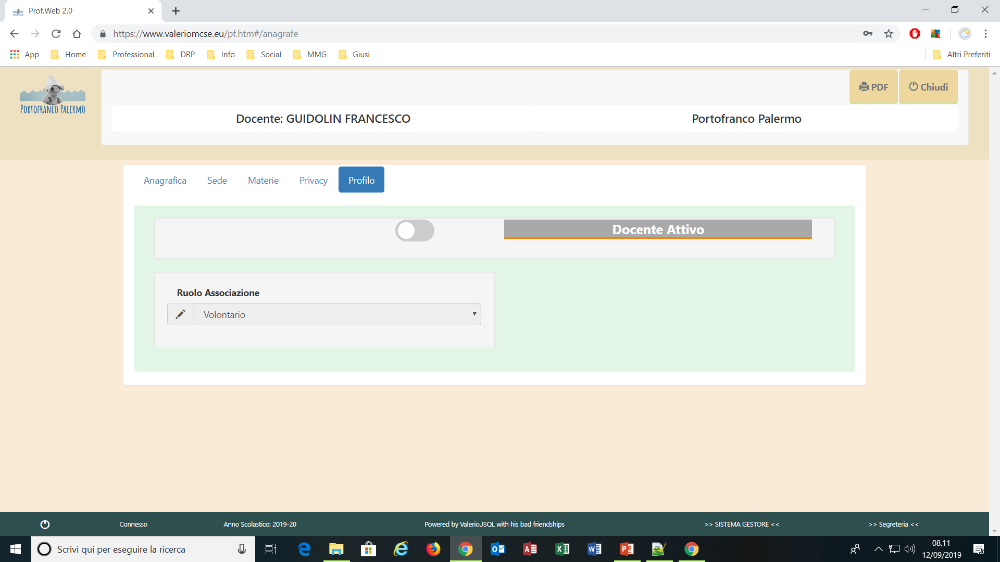 Prof.Web 2.0
https://www.valeriomcse.eu/pf.htm#/anagrafe
App Home Professional DRP Info Social MMG Giusi Altri Preferiti
PORTOFRANCO PALERMO
PDF Chiudi
Docente: GUIDOLIN FRANCESCO Portofranco Palermo
Anagrafica Sede Materie Privacy Profilo
Docente Attivo
Ruolo Associazione
Volontario
Connesso Anno Scolastico: 2019-20 Powered by Valerio.JSQL with his bad friendships >> SISTEMA GESTORE << >> Segreteria <<
Scrivi qui per eseguire la ricerca
08.11
12/09/2019